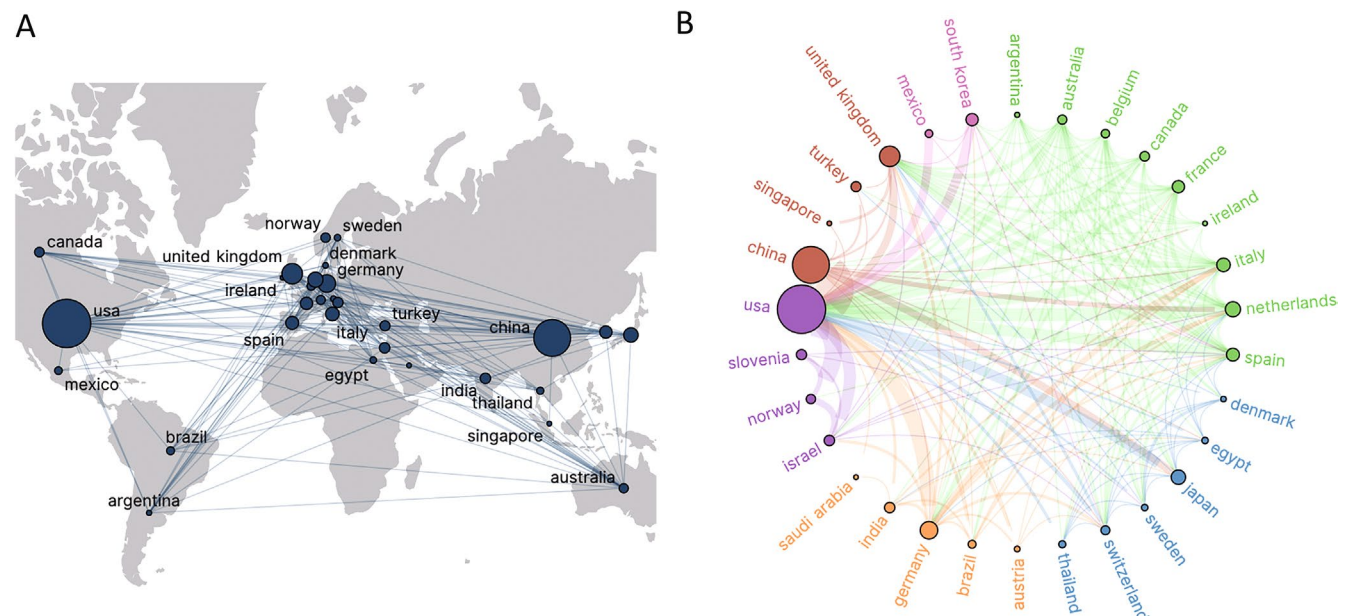 A
norway
sweden
canada
united kingdom
denmark
germany
ireland
usa
turkey
china
spain
italy
mexico
egypt
india
thailand
singapore
brazil
australia
argentina
B
south korea
argentina
australia
mexico
belgium
united kingdom
canada
turkey
france
singapore
ireland
china
italy
usa
netherlands
slovenia
spain
norway
denmark
israel
egypt
saudi arabia
japan
india
sweden
germany
brazil
austria
thailand
switzerland